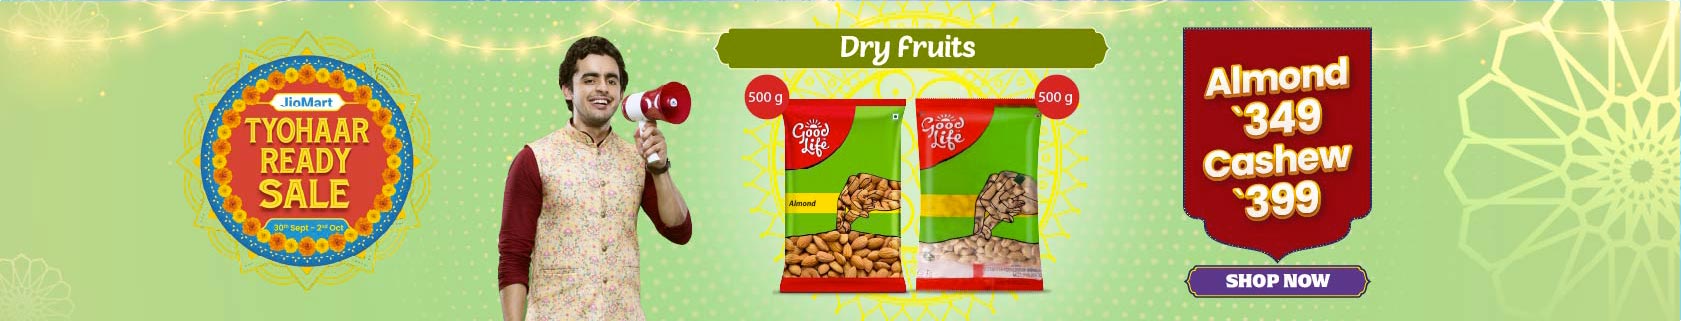 JioMart
TYOHAAR
READY
SALE
30th Sept - 2nd Oct
Dry Fruits
500 g
500 g
Good
Life
Good
Life
Almond
Almond
`349
Cashew
`399
SHOP NOW